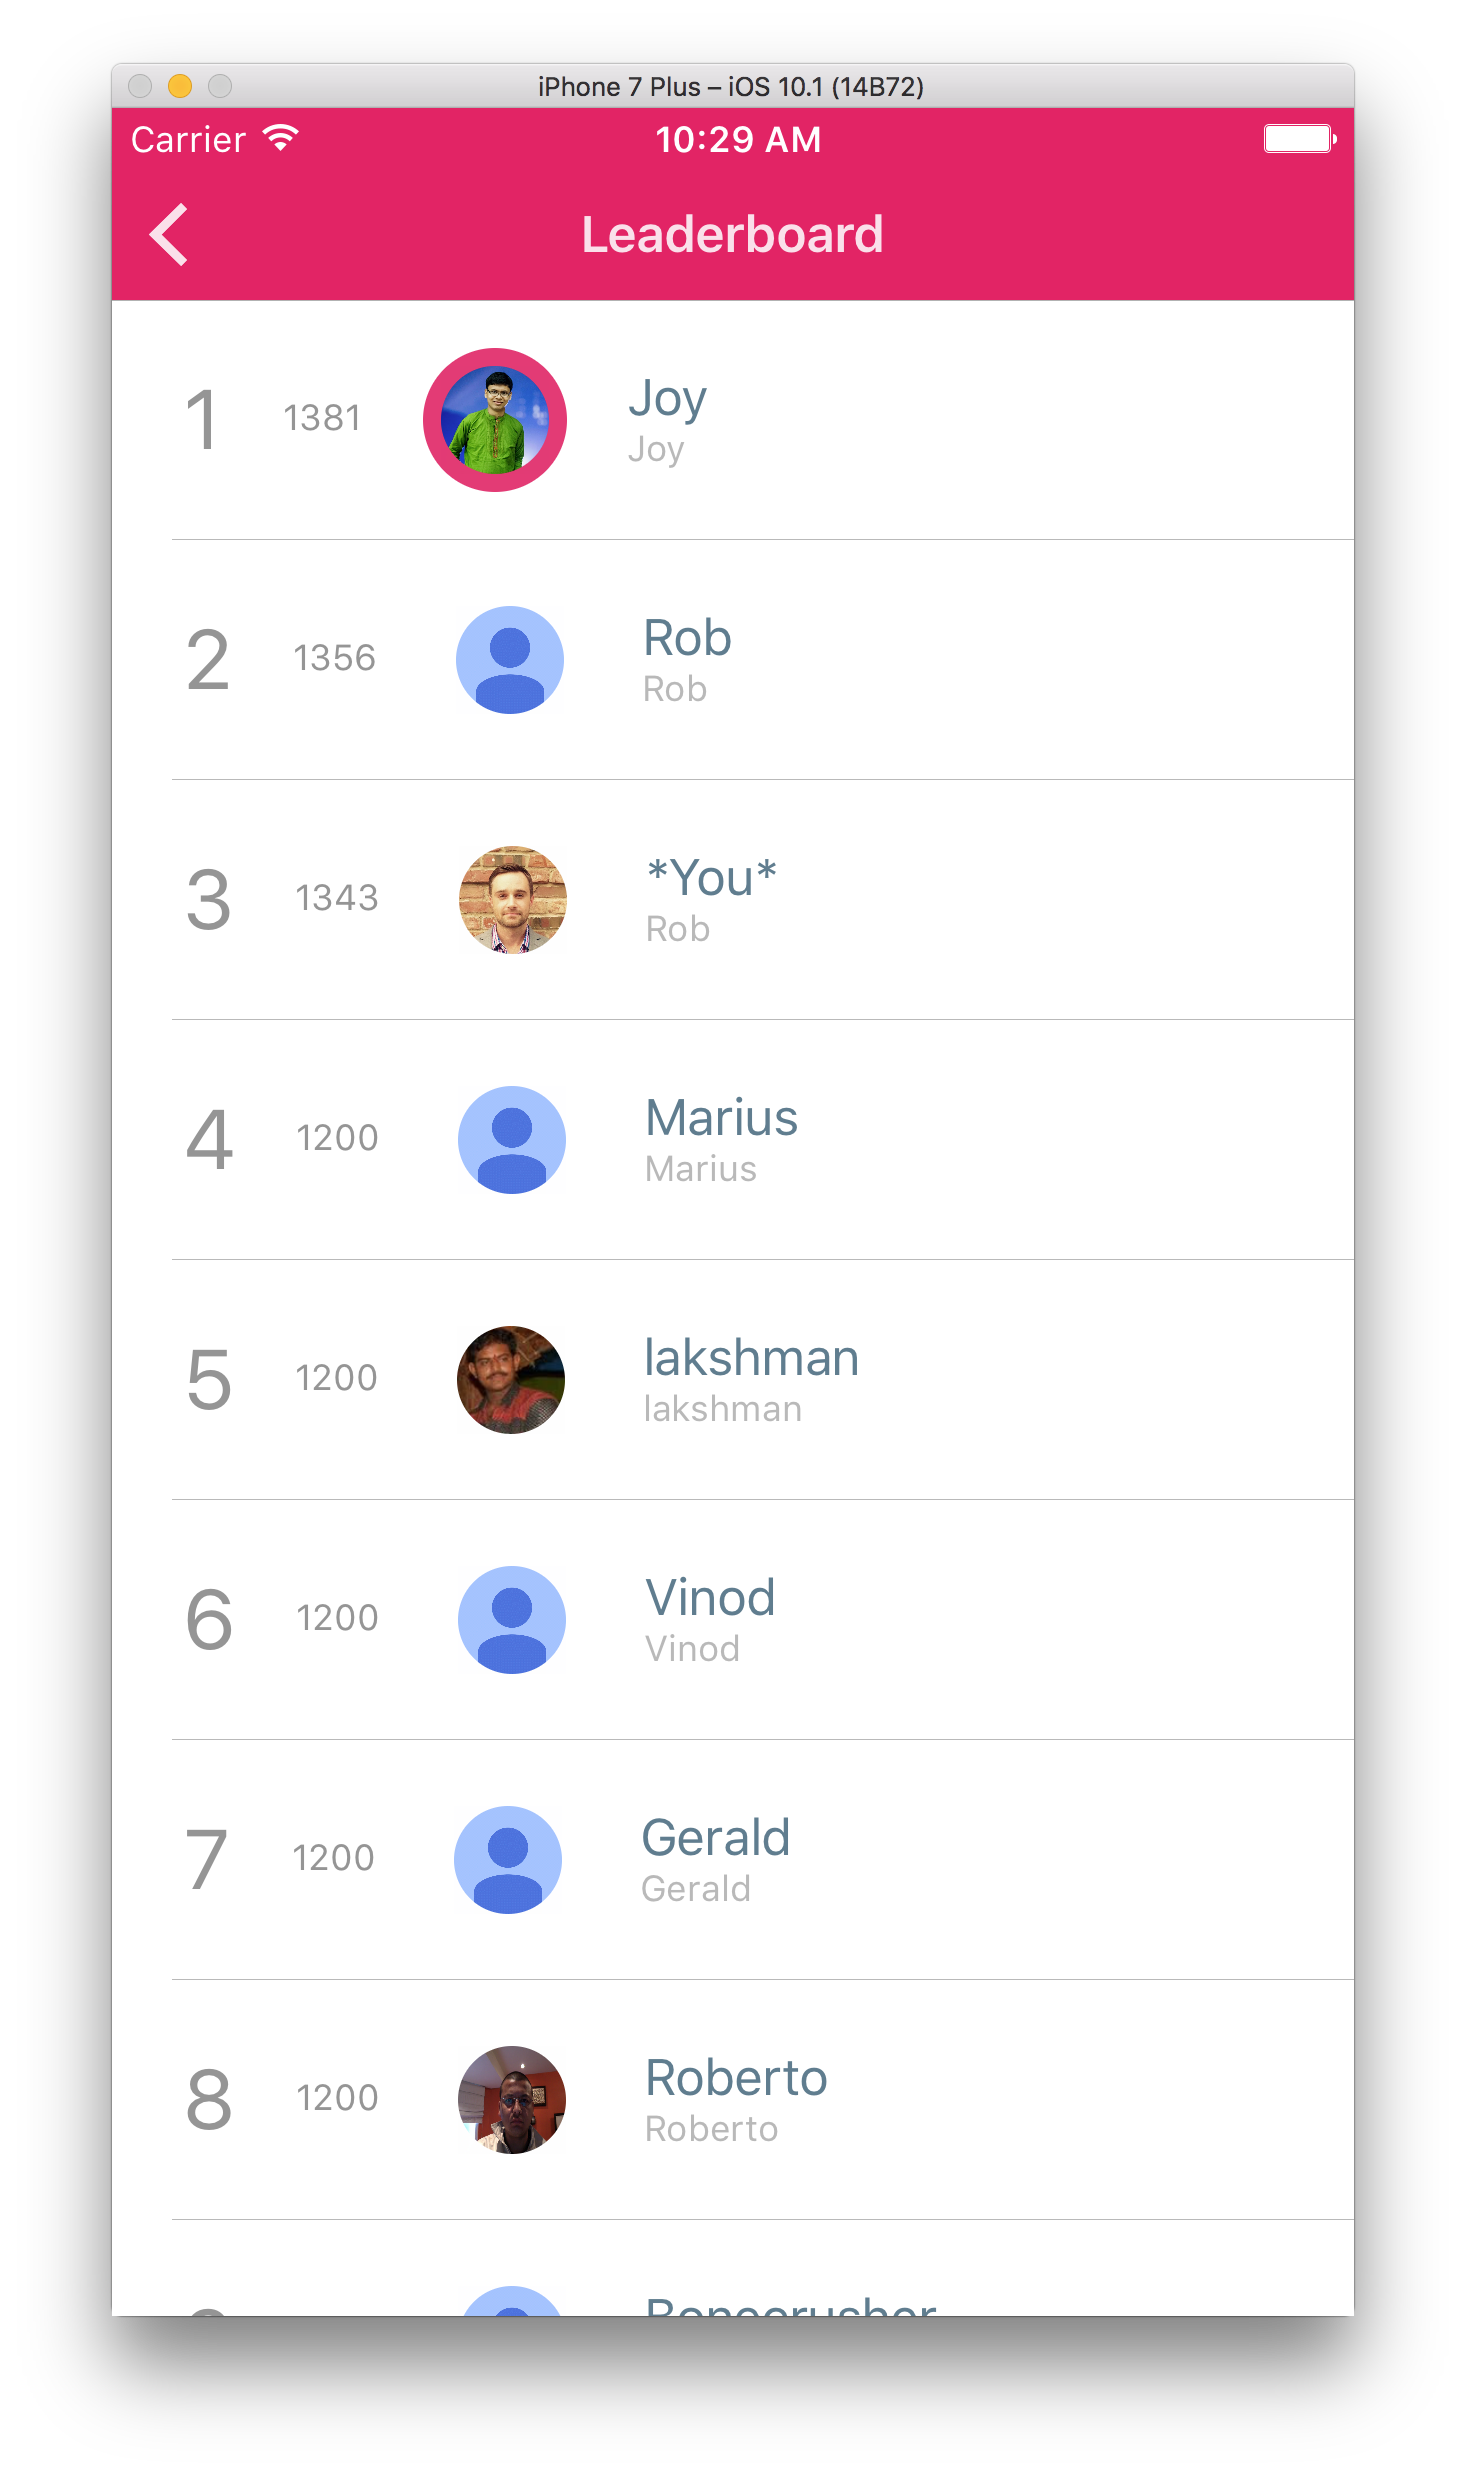 iPhone 7 Plus – iOS 10.1 (14B72)
Carrier 10:29 AM
Leaderboard
1 1381 Joy
Joy
2 1356 Rob
Rob
3 1343 *You*
Rob
4 1200 Marius
Marius
5 1200 lakshman
lakshman
6 1200 Vinod
Vinod
7 1200 Gerald
Gerald
8 1200 Roberto
Roberto